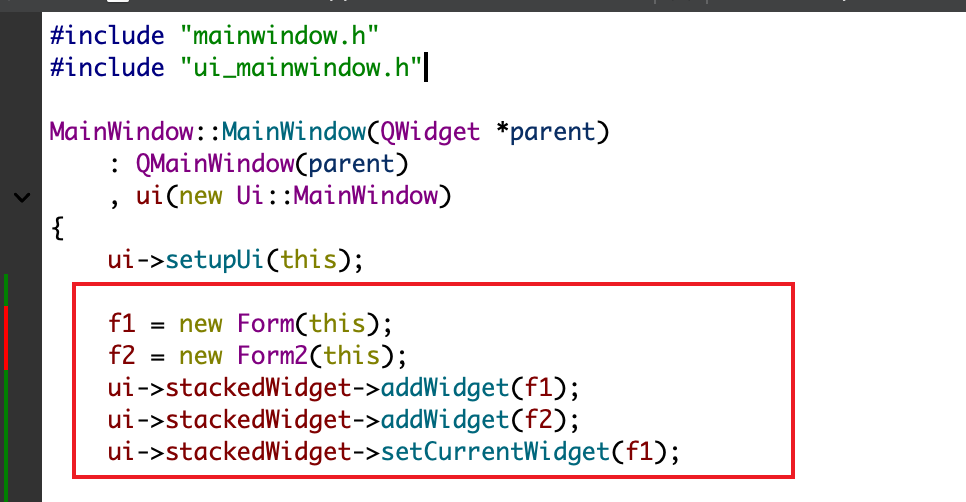 #include "mainwindow.h"
#include "ui_mainwindow.h"
MainWindow::MainWindow(QWidget *parent)
: QMainWindow(parent)
, ui(new Ui::MainWindow)
{
ui->setupUi(this);
f1 = new Form(this);
f2 = new Form2(this);
ui->stackedWidget->addWidget(f1);
ui->stackedWidget->addWidget(f2);
ui->stackedWidget->setCurrentWidget(f1);